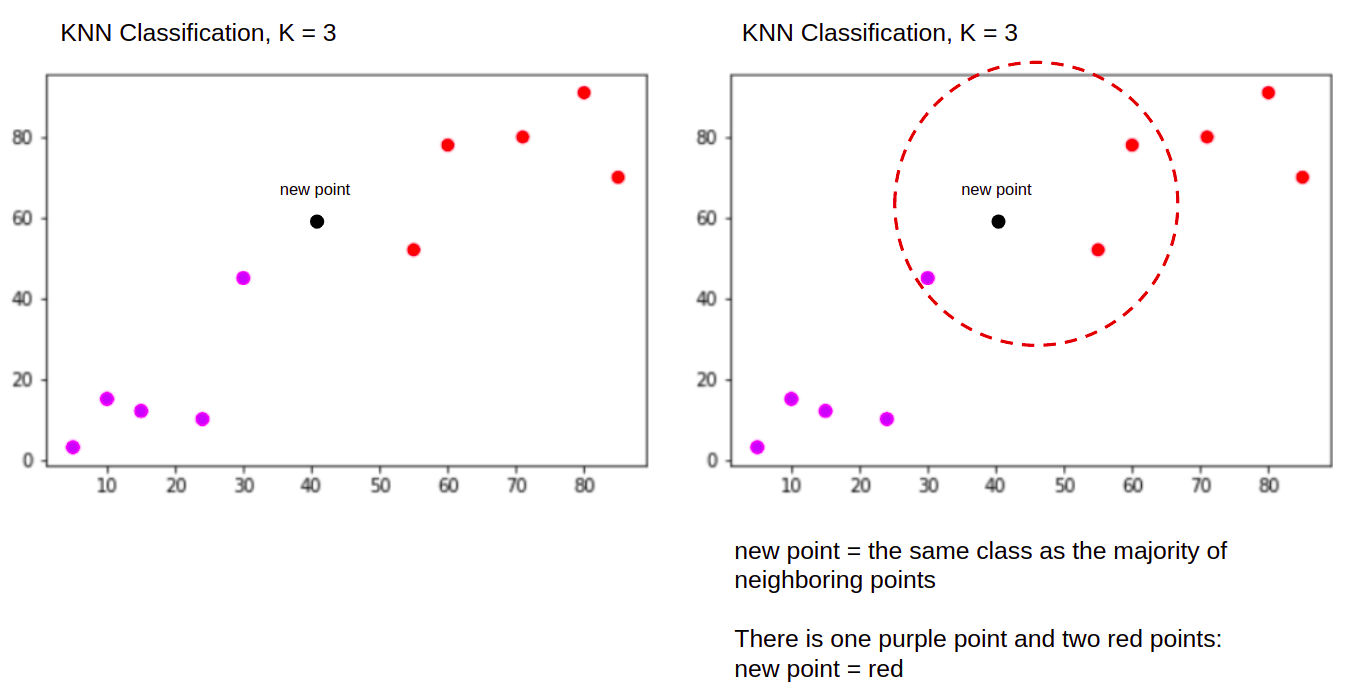 KNN Classification, K = 3
80
60
40
20
0
10 20 30 40 50 60 70 80
new point
KNN Classification, K = 3
80
60
40
20
0
10 20 30 40 50 60 70 80
new point
new point = the same class as the majority of
neighboring points
There is one purple point and two red points:
new point = red